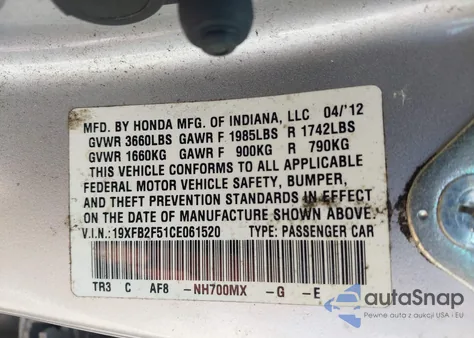 MFD. BY HONDA MFG. OF INDIANA, LLC 04/'12
GVWR 3660LBS GAWR F 1985LBS R 1742LBS
GVWR 1660KG GAWR F 900KG R 790KG
THIS VEHICLE CONFORMS TO ALL APPLICABLE
FEDERAL MOTOR VEHICLE SAFETY, BUMPER,
AND THEFT PREVENTION STANDARDS IN EFFECT
ON THE DATE OF MANUFACTURE SHOWN ABOVE.
V.I.N.:19XFB2F51CE061520 TYPE: PASSENGER CAR
TR3 C AF8 -NH700MX -G -E
autoSnap
Pewne auta z USA i EU